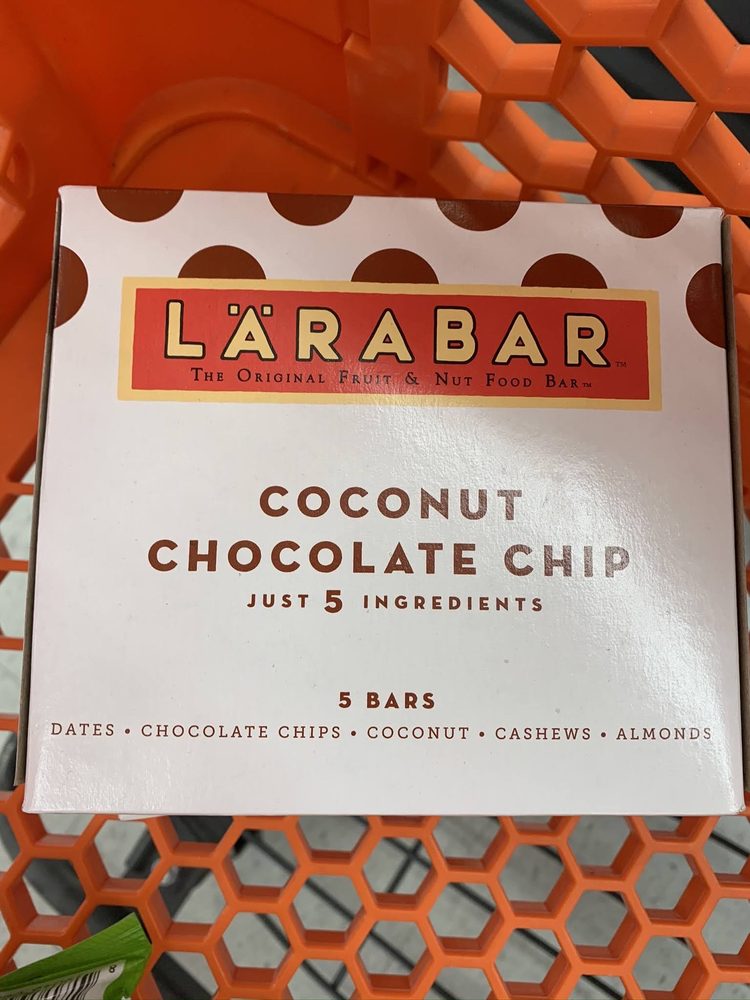 LÄRABAR™
The Original Fruit & Nut Food Bar™
COCONUT
CHOCOLATE CHIP
JUST 5 INGREDIENTS
5 BARS
DATES • CHOCOLATE CHIPS • COCONUT • CASHEWS • ALMONDS